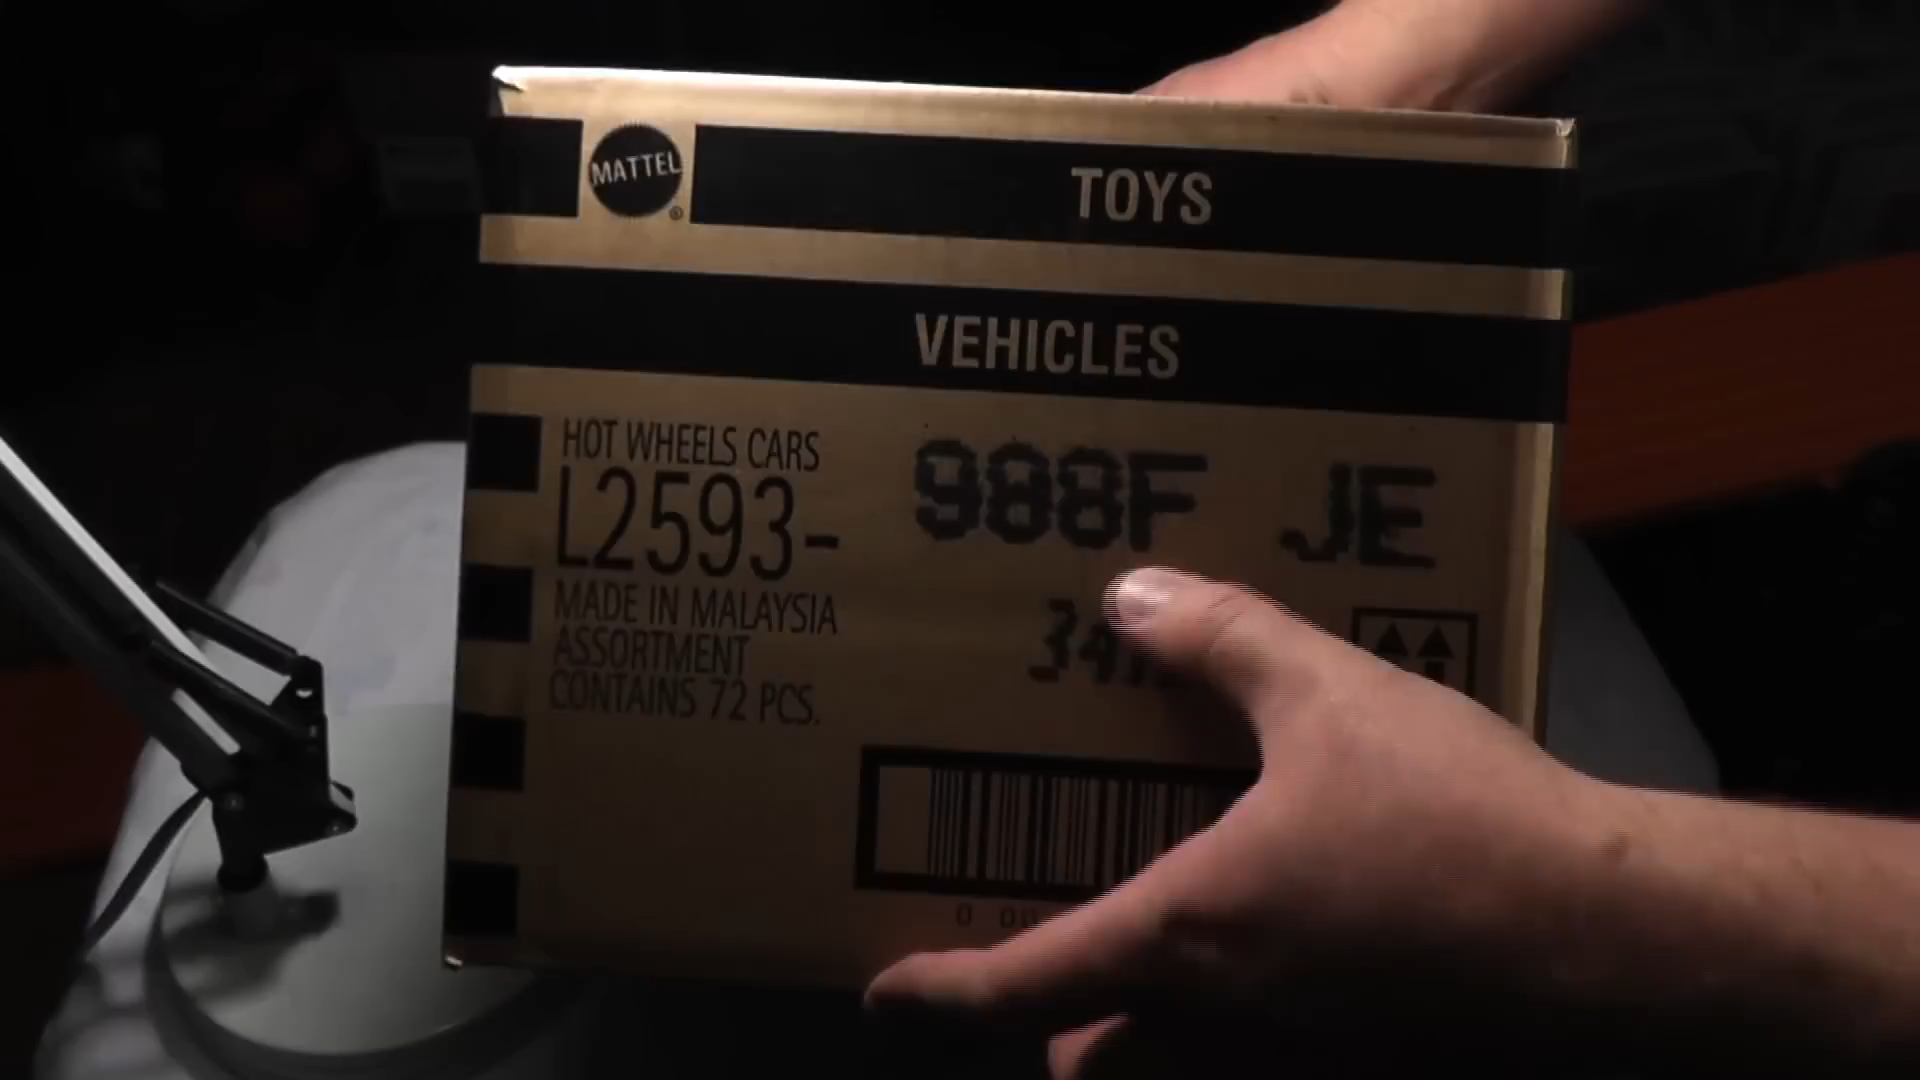 MATTEL
®
TOYS
VEHICLES
HOT WHEELS CARS
L2593-
988F JE
MADE IN MALAYSIA
ASSORTMENT
CONTAINS 72 PCS.